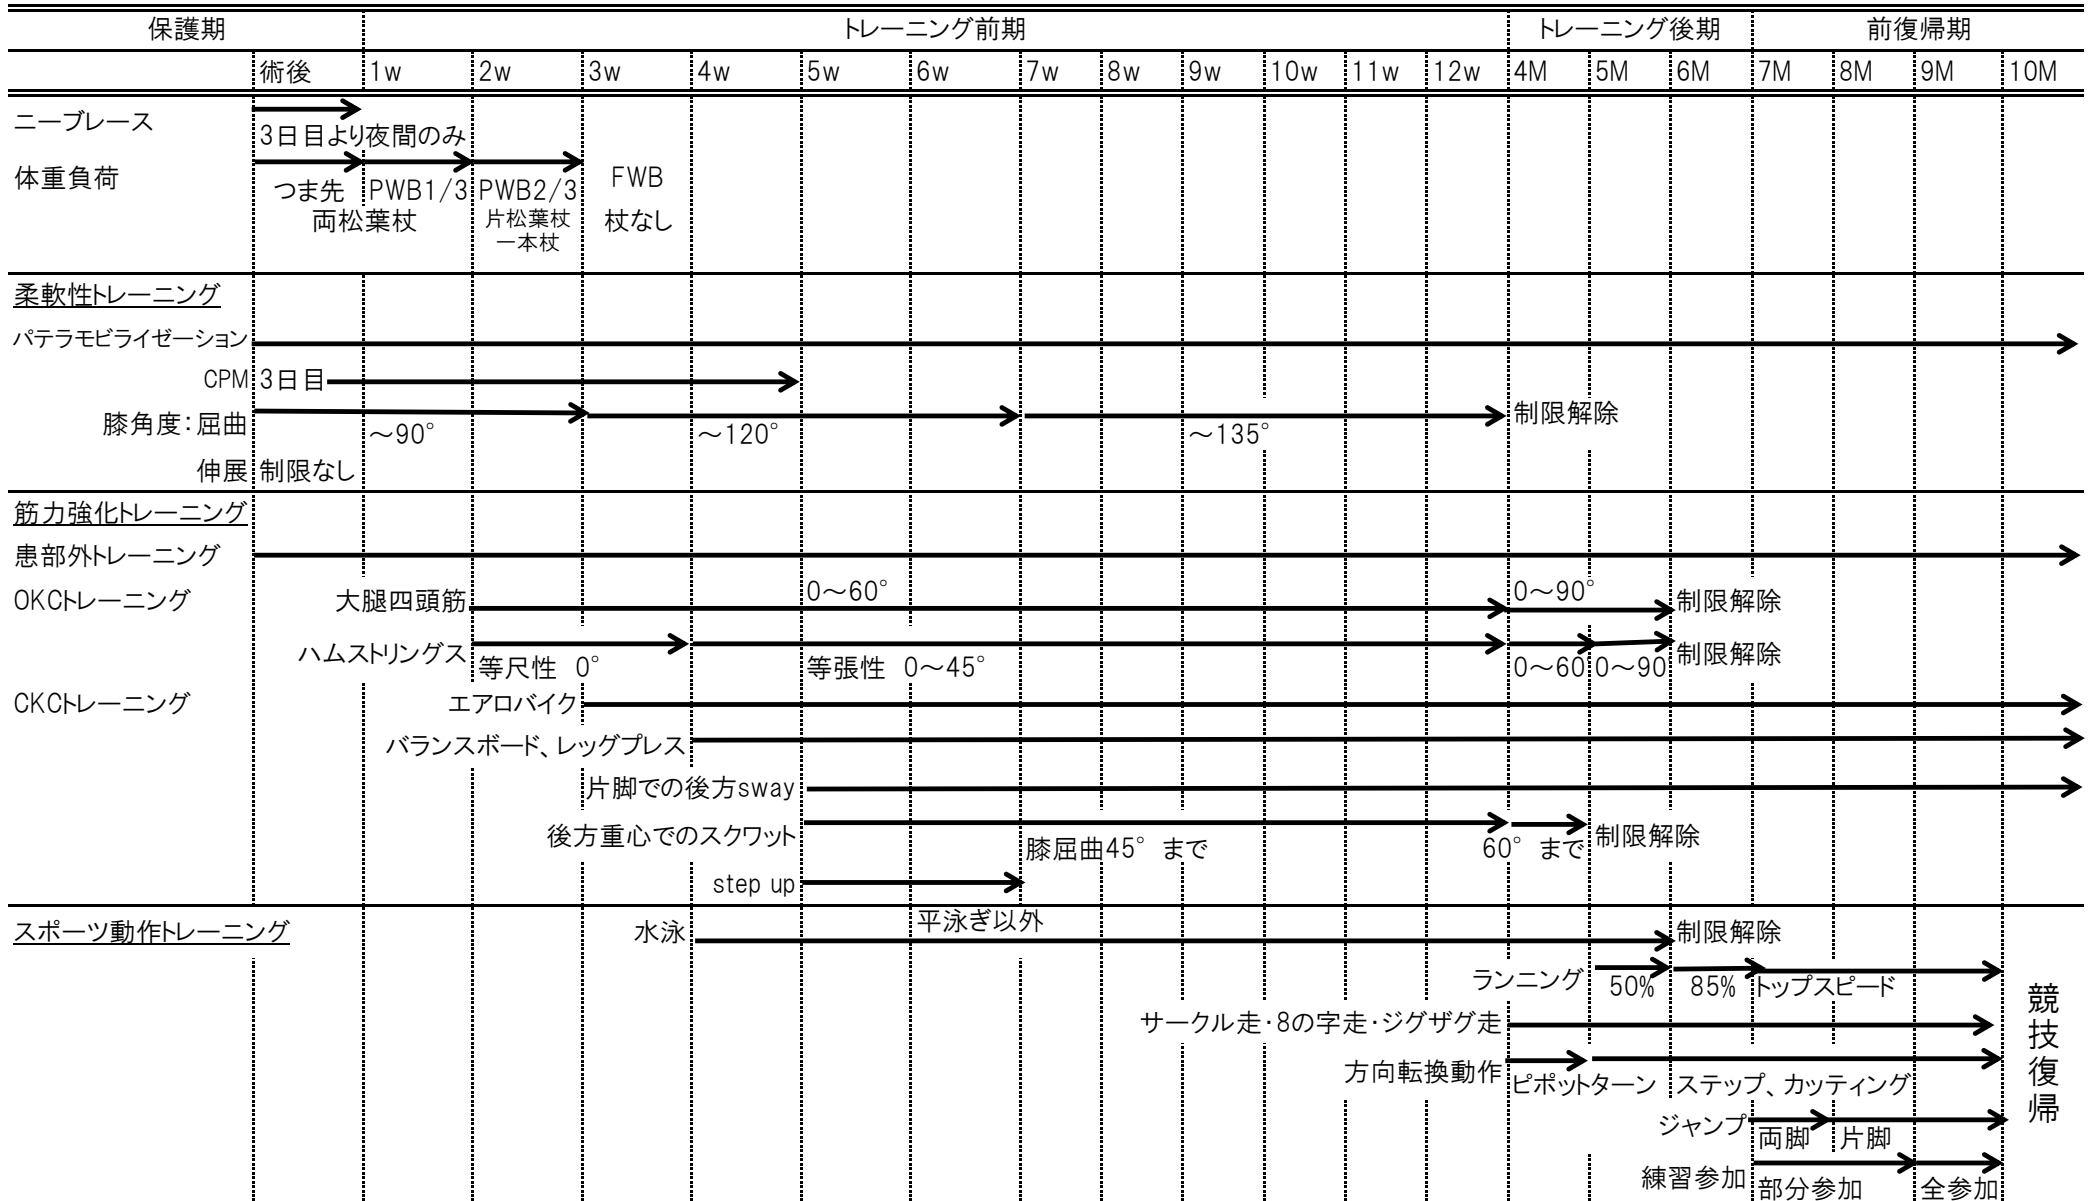 保護期 トレーニング前期 トレーニング後期 前復帰期
術後 1w 2w 3w 4w 5w 6w 7w 8w 9w 10w 11w 12w 4M 5M 6M 7M 8M 9M 10M
ニーブレース
3日目より夜間のみ
体重負荷
つま先 PWB1/3 PWB2/3 FWB
両松葉杖 片松葉杖 杖なし
一本杖
柔軟性トレーニング
パテラモビライゼーション
CPM 3日目
膝角度：屈曲 ～90° ～120° ～135° 制限解除
伸展 制限なし
筋力強化トレーニング
患部外トレーニング
OKCトレーニング 大腿四頭筋 0～60° 0～90° 制限解除
ハムストリングス 等尺性 0° 等張性 0～45° 0～60 0～90 制限解除
CKCトレーニング エアロバイク
バランスボード、レッグプレス
片脚での後方sway
後方重心でのスクワット 膝屈曲45°まで 60°まで 制限解除
step up
スポーツ動作トレーニング 水泳 平泳ぎ以外 制限解除
ランニング 50% 85% トップスピード
サークル走・8の字走・ジグザグ走
方向転換動作 ピポットターン ステップ、カッティング
ジャンプ 両脚 片脚
練習参加 部分参加 全参加
競技復帰